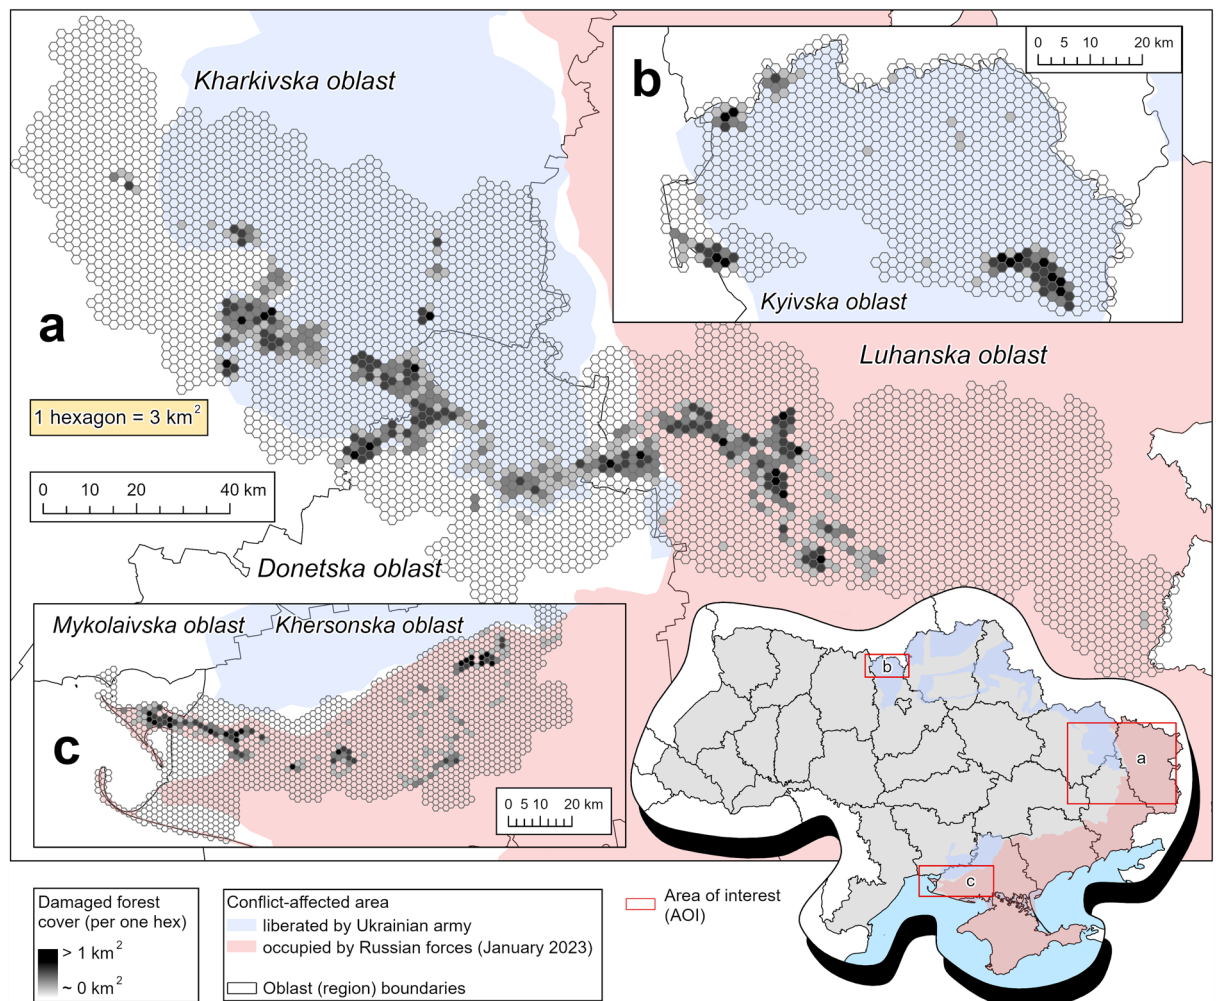 Kharkivska oblast
b
0 5 10 20 km
Kyivska oblast
a
Luhanska oblast
1 hexagon = 3 km²
0 10 20 40 km
Donetska oblast
Mykolaivska oblast Khersonska oblast
c
0 5 10 20 km
b
a
c
Damaged forest
cover (per one hex)
> 1 km²
~ 0 km²
Conflict-affected area
liberated by Ukrainian army
occupied by Russian forces (January 2023)
Oblast (region) boundaries
Area of interest
(AOI)